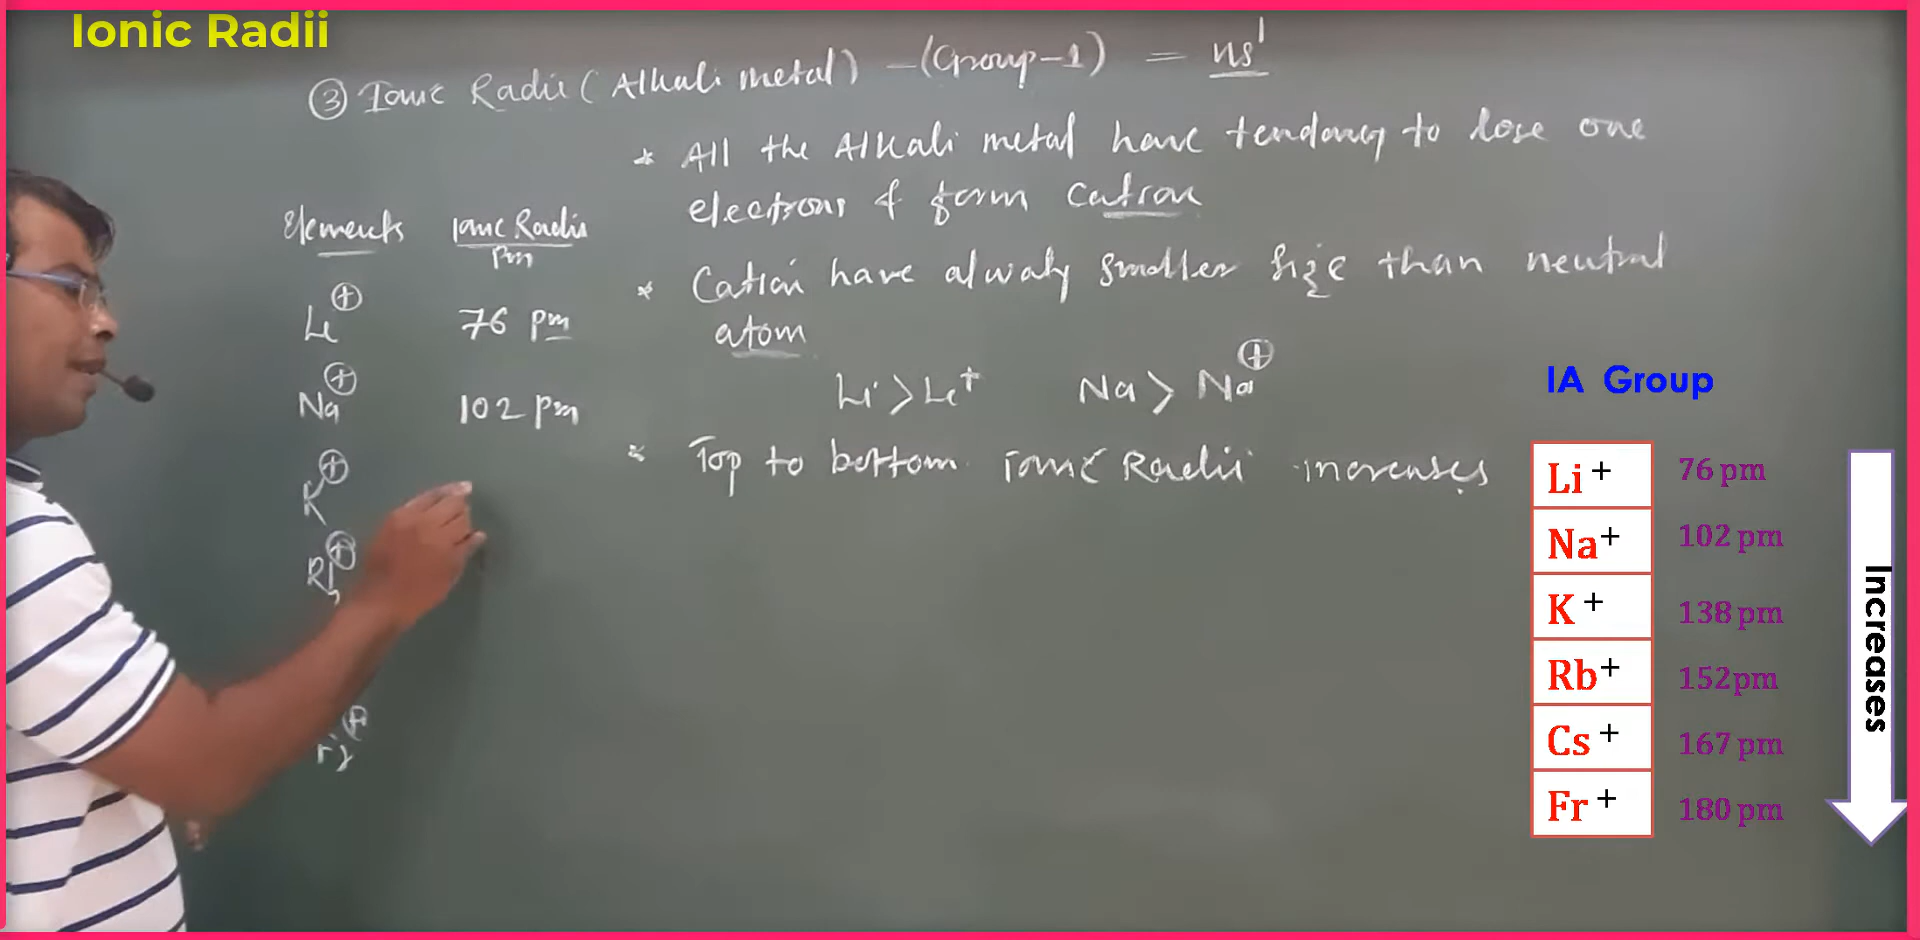 Ionic Radii
③ Ionic Radii (Alkali metal) - (Group-1) = ns¹
* All the Alkali metal have tendancy to lose one
electrons & form Cation
* Cation have alwaly smaller size than neutral
atom
Li > Li⁺ Na > Na⊕
* Top to bottom Ionic Radii increases
Elements Ionic Radii
Pm
Li⊕ 76 pm
Na⊕ 102 pm
K⊕
Rb⊕
Fr⊕
IA Group
Li + 76 pm
Na+ 102 pm
K + 138 pm
Rb+ 152pm
Cs + 167 pm
Fr + 180 pm
Increases